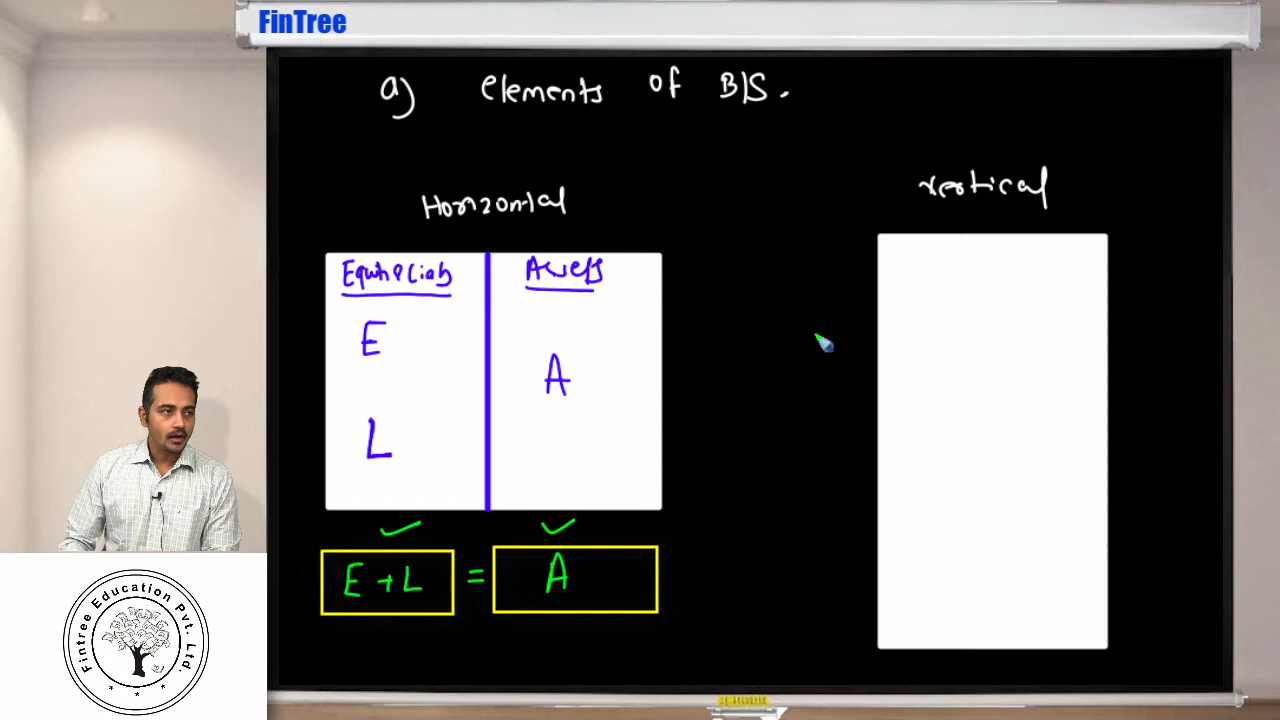 FinTree
a) elements of B/S.
Horizontal
vertical
Equity & Liab
Assets
E
A
L
E + L = A
Fintree Education Pvt. Ltd.